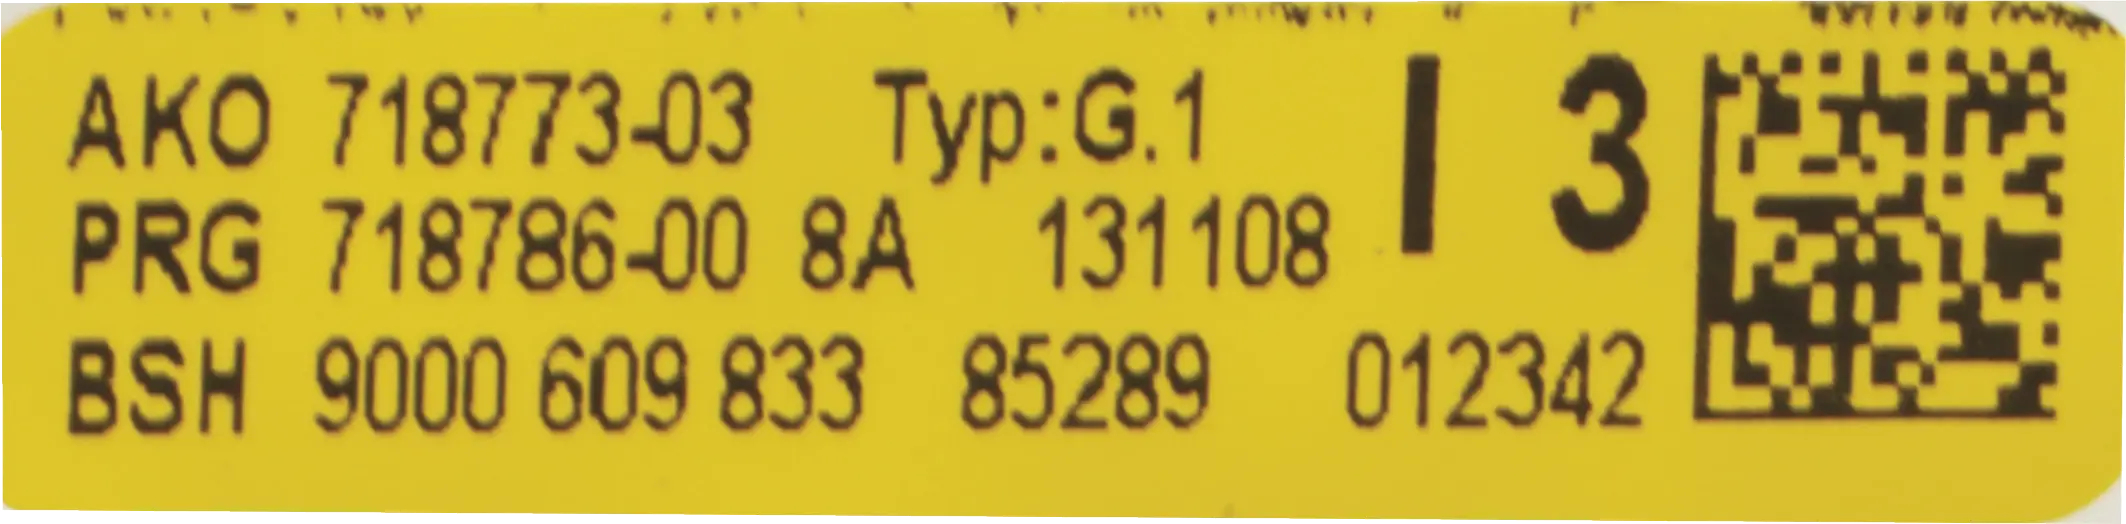 AKO 718773-03 Typ:G.1 I 3
PRG 718786-00 8A 131108
BSH 9000 609 833 85289 012342